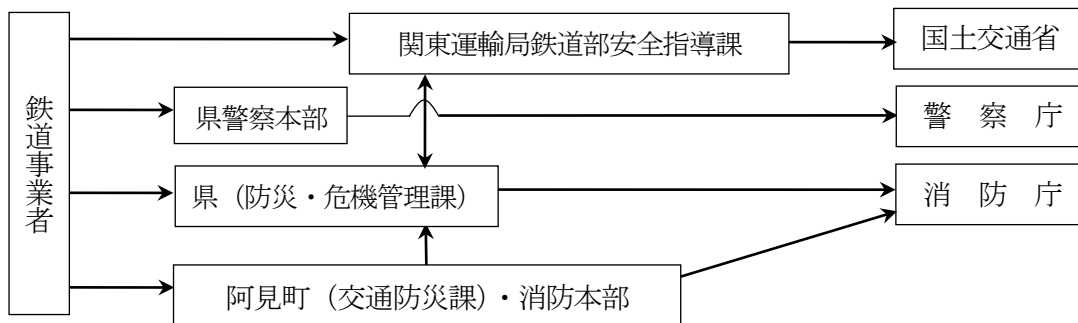 鉄道事業者
関東運輸局鉄道部安全指導課
国土交通省
県警察本部
警　察　庁
県（防災・危機管理課）
消　防　庁
阿見町（交通防災課）・消防本部